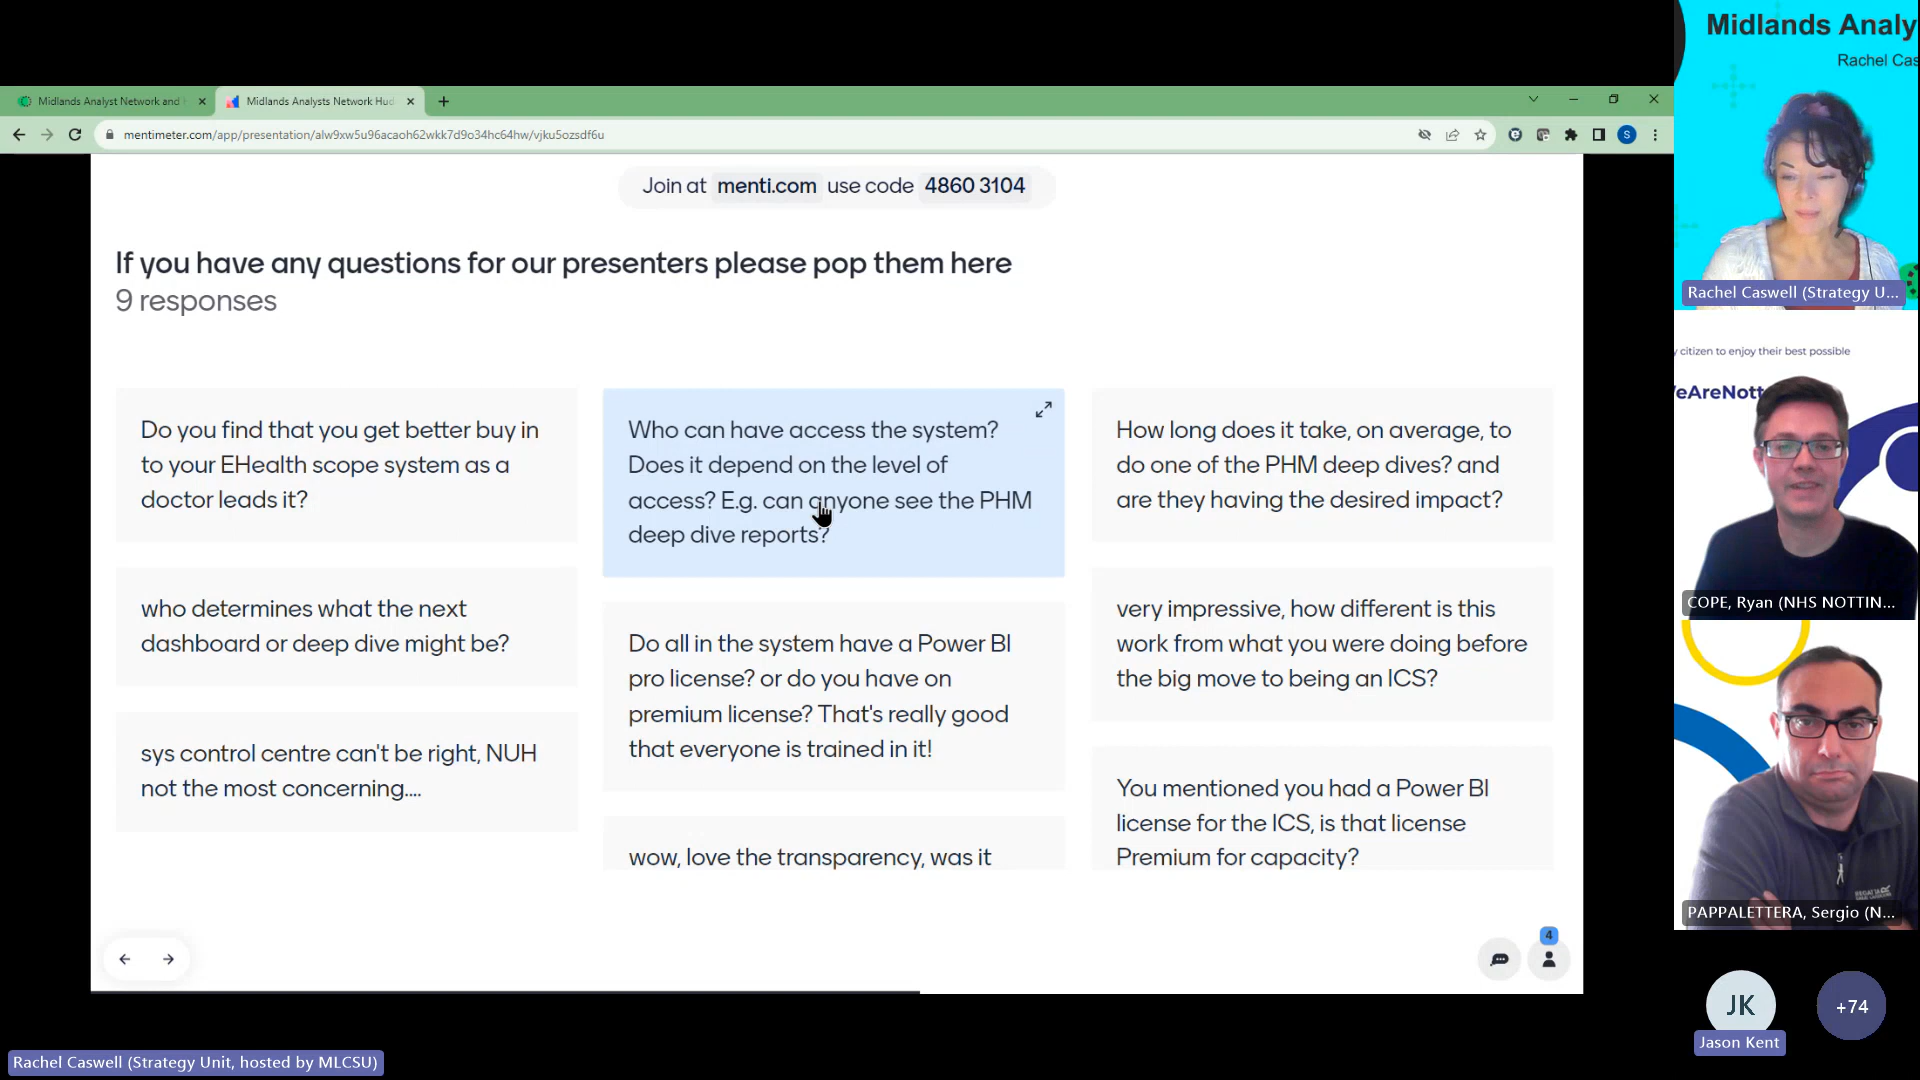 Midlands Analyst Network and
Midlands Analysts Network Hud
mentimeter.com/app/presentation/alw9xw5u96acaoh62wkk7d9o34hc64hw/vjku5ozsdf6u
S
Join at menti.com use code 4860 3104
If you have any questions for our presenters please pop them here
9 responses
Do you find that you get better buy in
to your EHealth scope system as a
doctor leads it?
who determines what the next
dashboard or deep dive might be?
sys control centre can't be right, NUH
not the most concerning....
Who can have access the system?
Does it depend on the level of
access? E.g. can anyone see the PHM
deep dive reports?
Do all in the system have a Power BI
pro license? or do you have on
premium license? That's really good
that everyone is trained in it!
wow, love the transparency, was it
How long does it take, on average, to
do one of the PHM deep dives? and
are they having the desired impact?
very impressive, how different is this
work from what you were doing before
the big move to being an ICS?
You mentioned you had a Power BI
license for the ICS, is that license
Premium for capacity?
4
Midlands Analy
Rachel Cas
Rachel Caswell (Strategy U...
y citizen to enjoy their best possible
eAreNott
COPE, Ryan (NHS NOTTIN...
REGATTA
PAPPALETTERA, Sergio (N...
JK
+74
Jason Kent
Rachel Caswell (Strategy Unit, hosted by MLCSU)